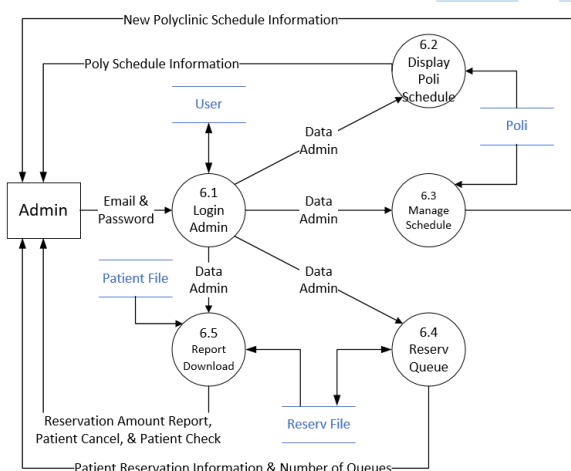 New Polyclinic Schedule Information
6.2
Display
Poli
Schedule
Poly Schedule Information
User
Poli
Data
Admin
Admin
Email &
Password
6.1
Login
Admin
Data
Admin
6.3
Manage
Schedule
Patient File
Data
Admin
Data
Admin
6.5
Report
Download
6.4
Reserv
Queue
Reservation Amount Report,
Patient Cancel, & Patient Check
Reserv File
Patient Reservation Information & Number of Queues